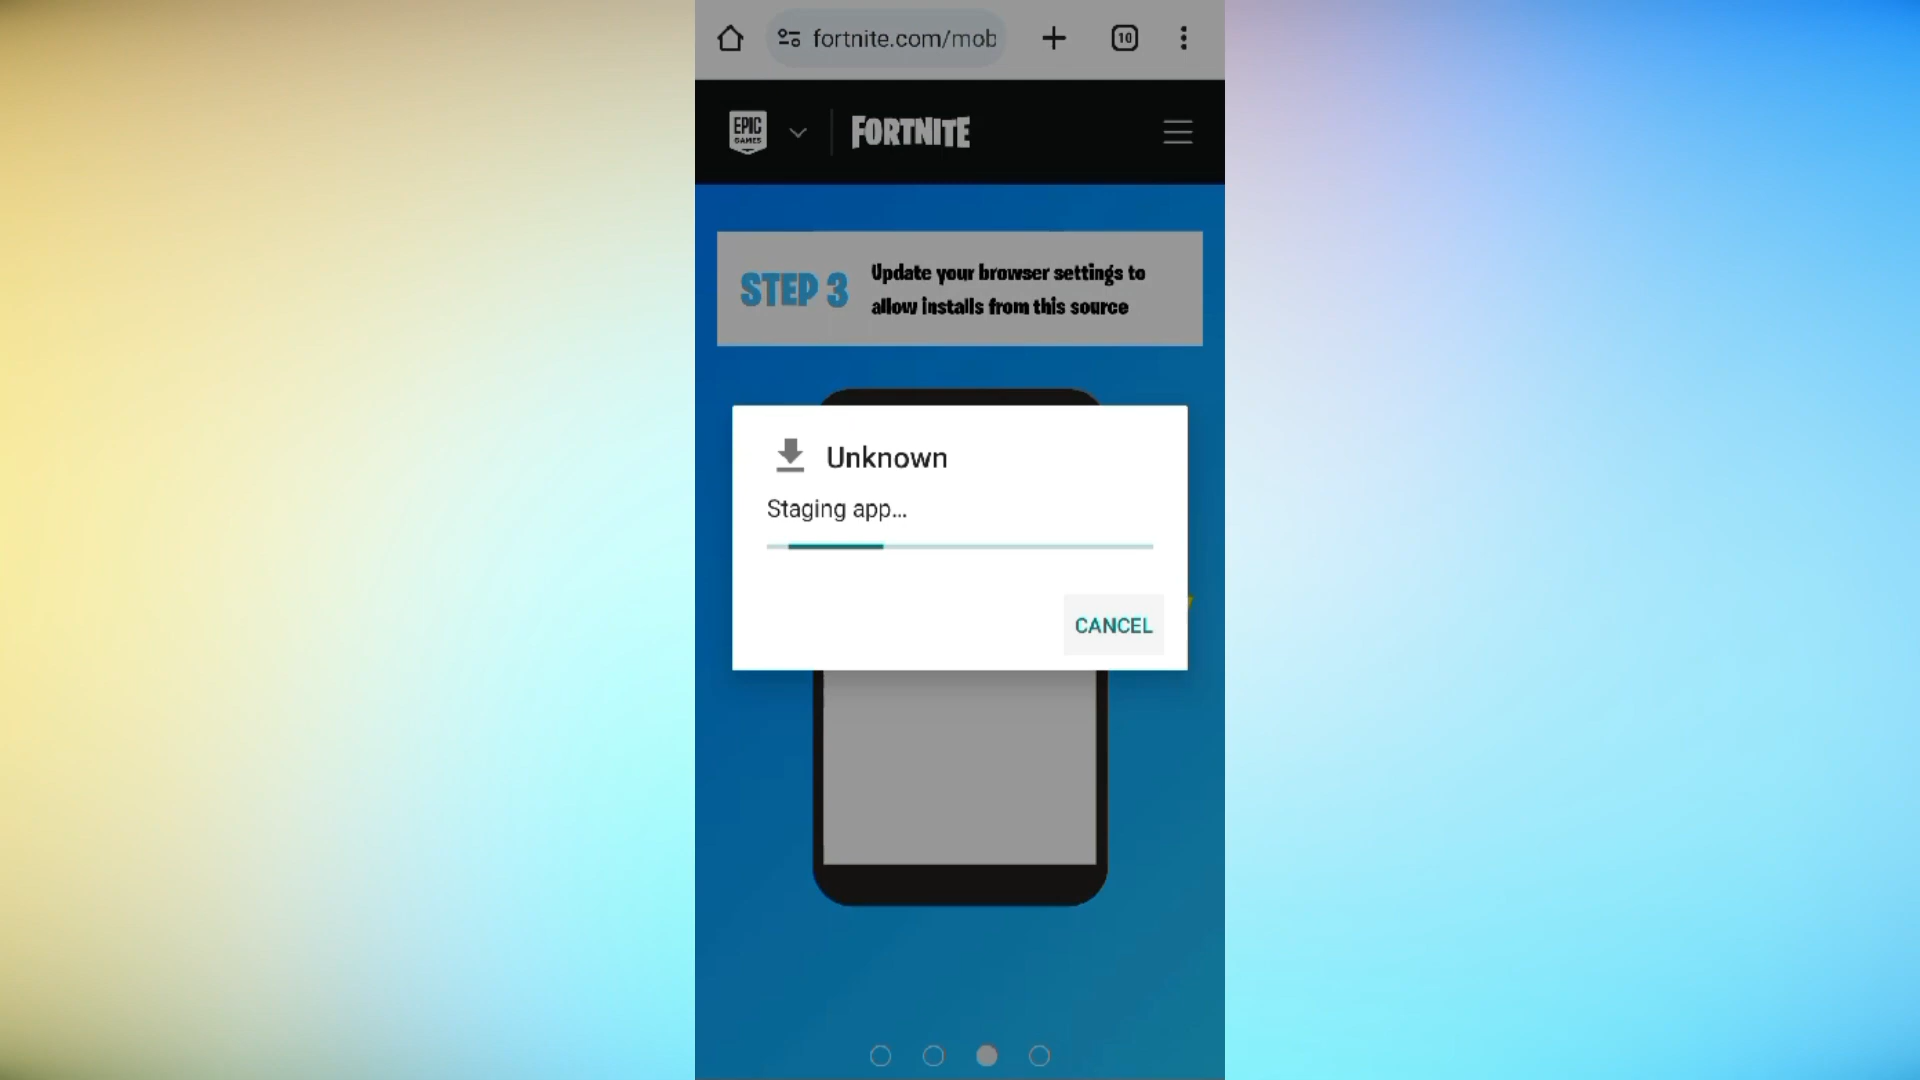 fortnite.com/mob
10
EPIC
GAMES
FORTNITE
STEP 3
Update your browser settings to
allow installs from this source
Unknown
Staging app...
CANCEL